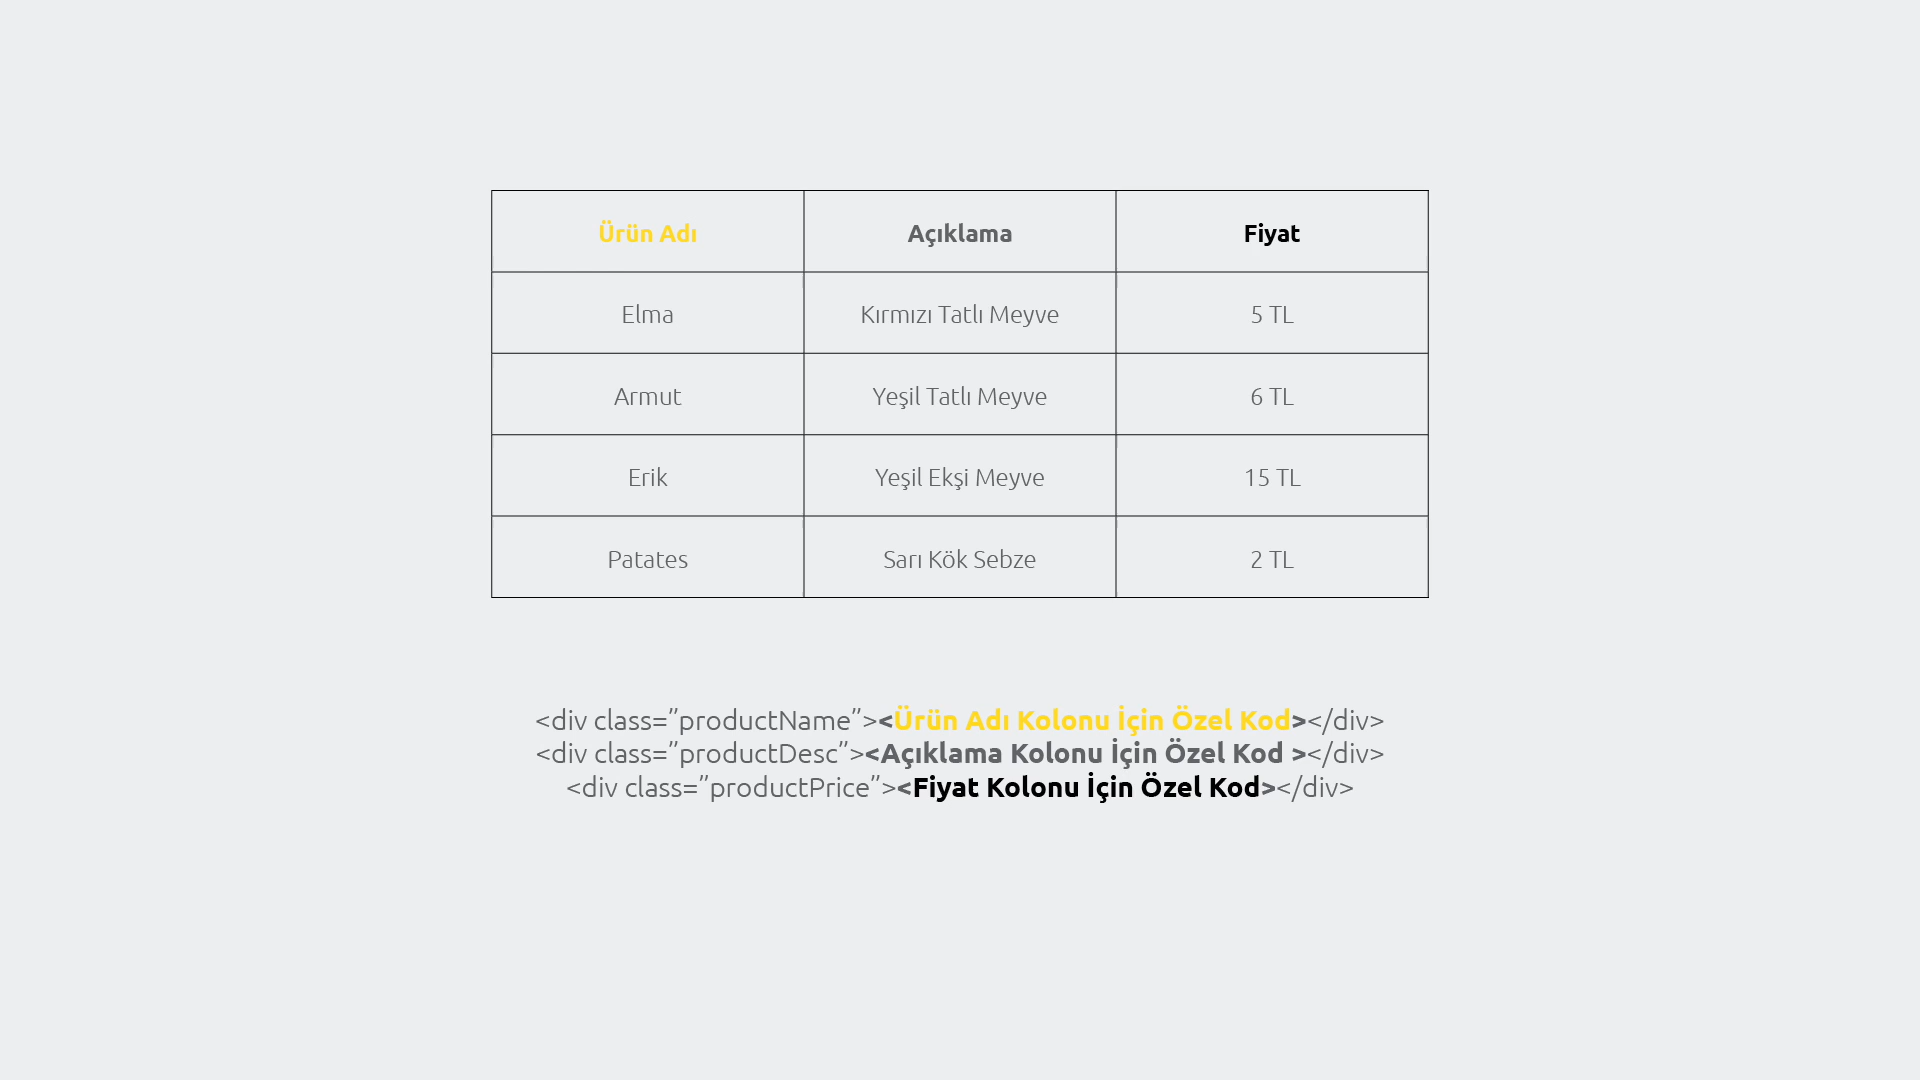 Ürün Adı Açıklama Fiyat
Elma Kırmızı Tatlı Meyve 5 TL
Armut Yeşil Tatlı Meyve 6 TL
Erik Yeşil Ekşi Meyve 15 TL
Patates Sarı Kök Sebze 2 TL
<div class=”productName”><Ürün Adı Kolonu İçin Özel Kod></div>
<div class=”productDesc”><Açıklama Kolonu İçin Özel Kod ></div>
<div class=”productPrice”><Fiyat Kolonu İçin Özel Kod></div>